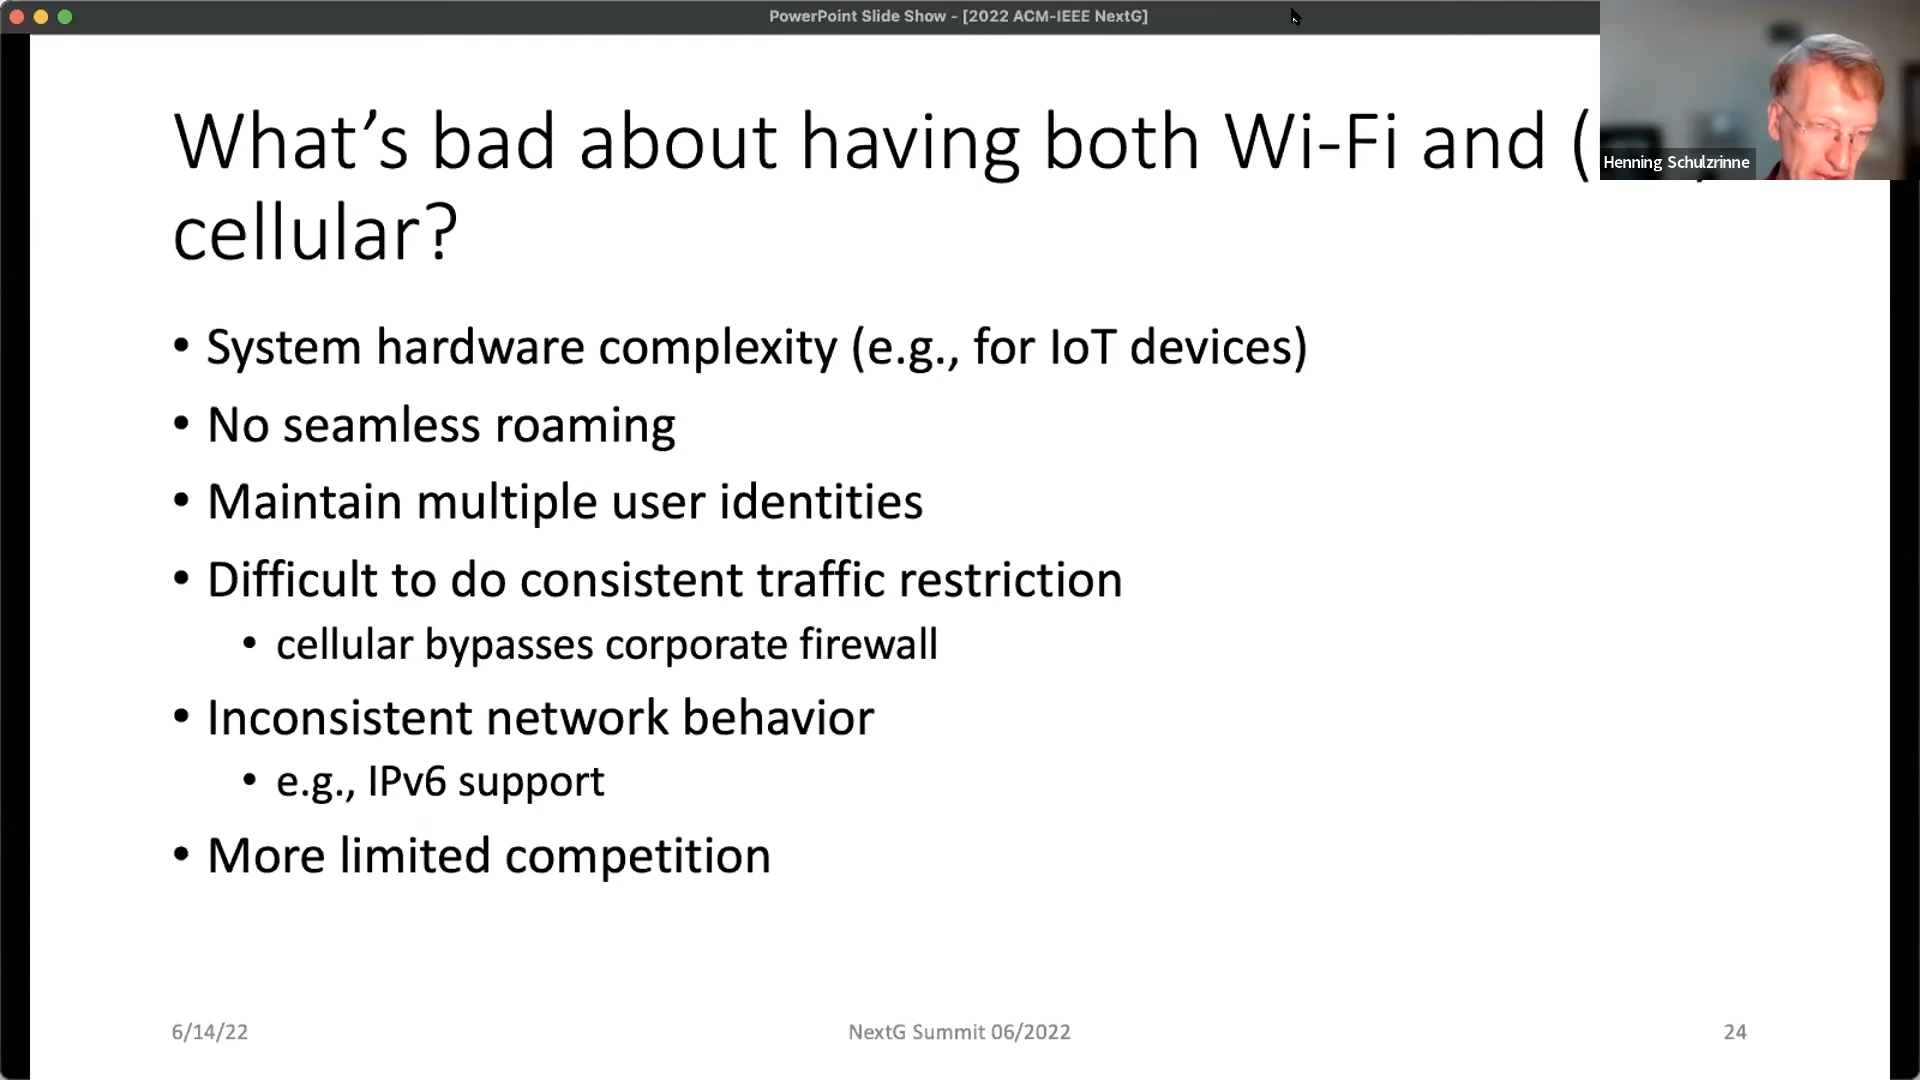 PowerPoint Slide Show - [2022 ACM-IEEE NextG]
What's bad about having both Wi-Fi and (
Henning Schulzrinne
cellular?
• System hardware complexity (e.g., for IoT devices)
• No seamless roaming
• Maintain multiple user identities
• Difficult to do consistent traffic restriction
• cellular bypasses corporate firewall
• Inconsistent network behavior
• e.g., IPv6 support
• More limited competition
6/14/22
NextG Summit 06/2022
24